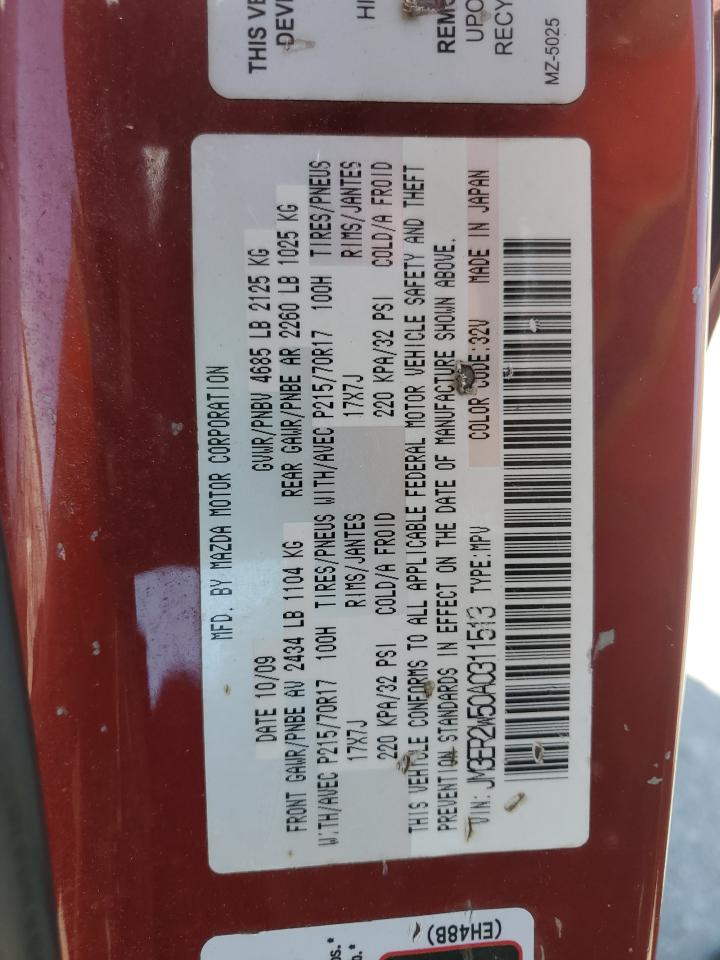 MFD. BY MAZDA MOTOR CORPORATION
DATE 10/09 GVWR/PNBV 4685 LB 2125 KG
FRONT GAWR/PNBE AV 2434 LB 1104 KG REAR GAWR/PNBE AR 2260 LB 1025 KG
WITH/AVEC P215/70R17 100H TIRES/PNEUS WITH/AVEC P215/70R17 100H TIRES/PNEUS
17X7J RIMS/JANTES 17X7J RIMS/JANTES
220 KPA/32 PSI COLD/A FROID 220 KPA/32 PSI COLD/A FROID
THIS VEHICLE CONFORMS TO ALL APPLICABLE FEDERAL MOTOR VEHICLE SAFETY AND THEFT
PREVENTION STANDARDS IN EFFECT ON THE DATE OF MANUFACTURE SHOWN ABOVE.
VIN: JM3ER2W50A0311513 TYPE:MPV COLOR CODE:32V MADE IN JAPAN
THIS VE
DEVE
HI
REMO
UPO
RECY
MZ-5025
(EH48B)